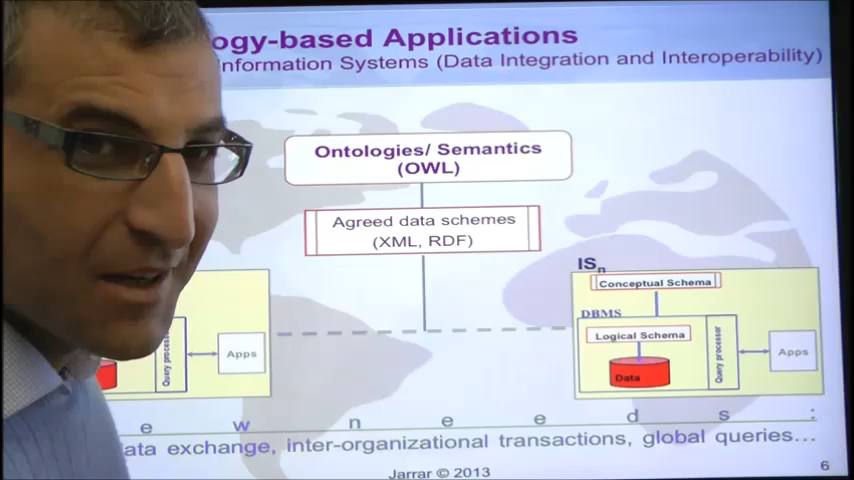 ogy-based Applications
Information Systems (Data Integration and Interoperability)
Ontologies/ Semantics
(OWL)
Agreed data schemes
(XML, RDF)
ISn
Conceptual Schema
DBMS
Logical Schema
Data
Query processor
Apps
Query processor
Apps
e w n e e d s :
ata exchange, inter-organizational transactions, global queries...
Jarrar © 2013
6